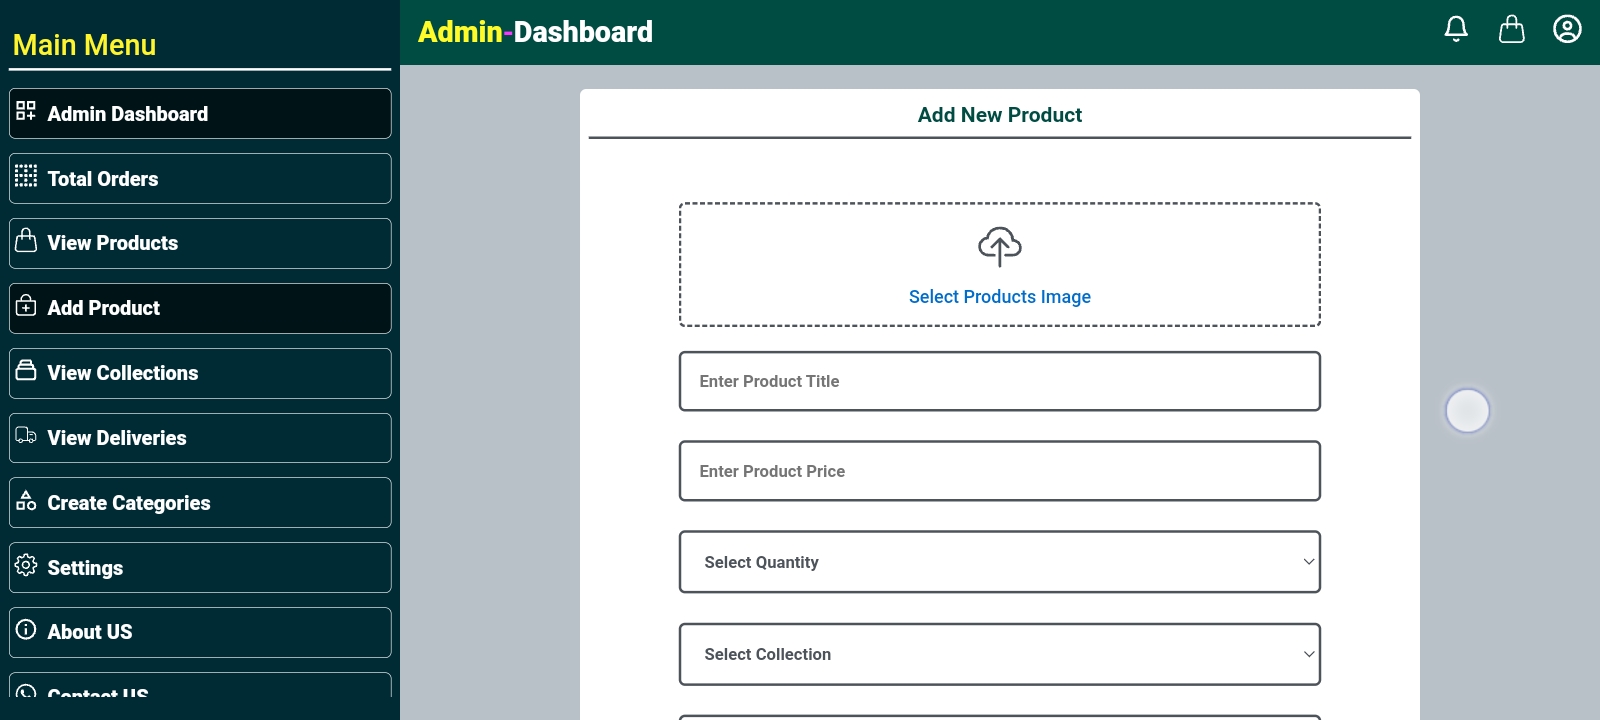 Main Menu
Admin Dashboard
Total Orders
View Products
Add Product
View Collections
View Deliveries
Create Categories
Settings
About US
Contact US
Admin-Dashboard
Add New Product
Select Products Image
Enter Product Title
Enter Product Price
Select Quantity
Select Collection